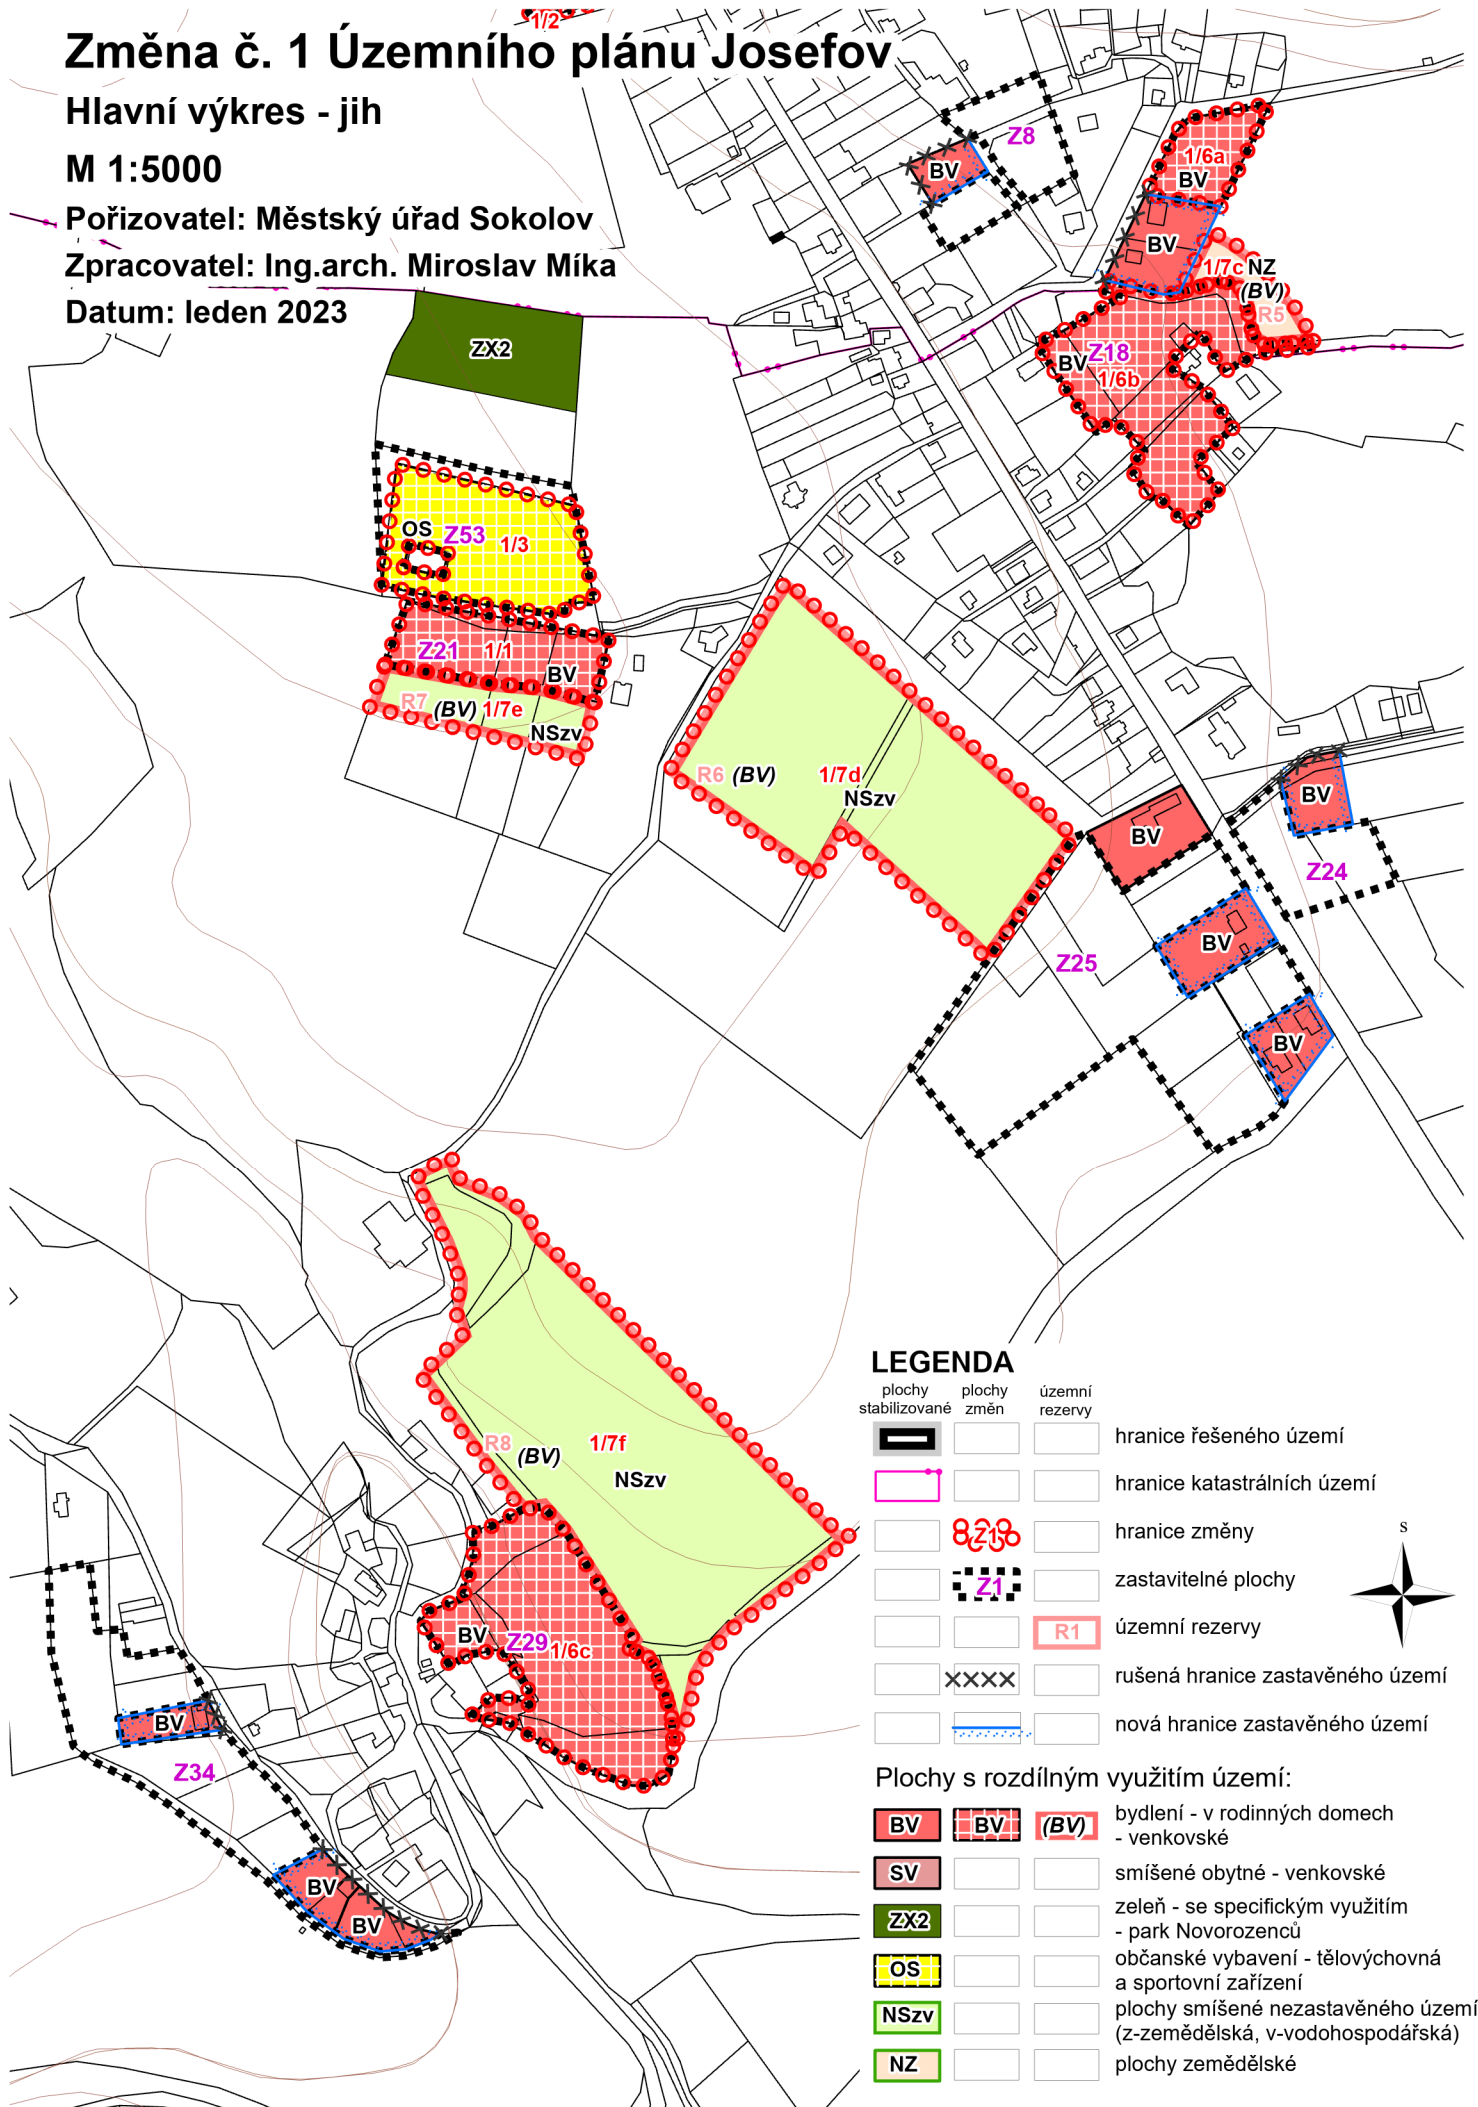 1/2
Změna č. 1 Územního plánu Josefov
Hlavní výkres - jih
M 1:5000
Pořizovatel: Městský úřad Sokolov
Zpracovatel: Ing.arch. Miroslav Míka
Datum: leden 2023
Z8
BV
1/6a
BV
BV
1/7c NZ
(BV)
R5
ZX2
BV Z18
1/6b
OS Z53 1/3
Z21 1/1
BV
R7 (BV) 1/7e
NSzv
R6 (BV) 1/7d
NSzv
BV
BV
Z24
BV
Z25
BV
R8 (BV) 1/7f
NSzv
BV Z29 1/6c
BV
Z34
BV
BV
LEGENDA
plochy stabilizované
plochy změn
územní rezervy
hranice řešeného území
hranice katastrálních území
Z1 hranice změny
Z1 zastavitelné plochy
R1 územní rezervy
rušená hranice zastavěného území
nová hranice zastavěného území
S
Plochy s rozdílným využitím území:
BV BV (BV) bydlení - v rodinných domech
- venkovské
SV smíšené obytné - venkovské
ZX2 zeleň - se specifickým využitím
- park Novorozenců
OS občanské vybavení - tělovýchovná
a sportovní zařízení
NSzv plochy smíšené nezastavěného území
(z-zemědělská, v-vodohospodářská)
NZ plochy zemědělské